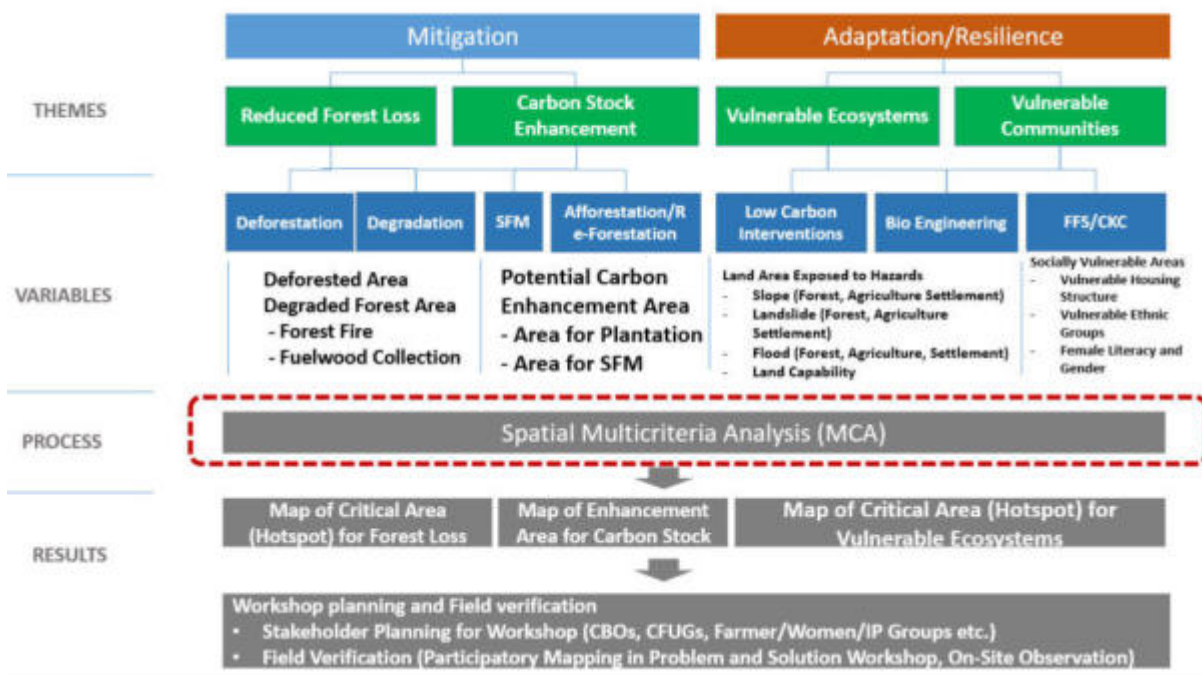 Mitigation
Adaptation/Resilience
THEMES
Reduced Forest Loss
Carbon Stock
Enhancement
Vulnerable Ecosystems
Vulnerable
Communities
VARIABLES
Deforestation
Degradation
SFM
Afforestation/R
e-Forestation
Low Carbon
Interventions
Bio Engineering
FFS/CKC
Deforested Area
Degraded Forest Area
- Forest Fire
- Fuelwood Collection
Potential Carbon
Enhancement Area
- Area for Plantation
- Area for SFM
Land Area Exposed to Hazards
- Slope (Forest, Agriculture Settlement)
- Landslide (Forest, Agriculture
Settlement)
- Flood (Forest, Agriculture, Settlement)
- Land Capability
Socially Vulnerable Areas
- Vulnerable Housing
Structure
- Vulnerable Ethnic
Groups
- Female Literacy and
Gender
PROCESS
Spatial Multicriteria Analysis (MCA)
RESULTS
Map of Critical Area
(Hotspot) for Forest Loss
Map of Enhancement
Area for Carbon Stock
Map of Critical Area (Hotspot) for
Vulnerable Ecosystems
Workshop planning and Field verification
• Stakeholder Planning for Workshop (CBOs, CFUGs, Farmer/Women/IP Groups etc.)
• Field Verification (Participatory Mapping in Problem and Solution Workshop, On-Site Observation)